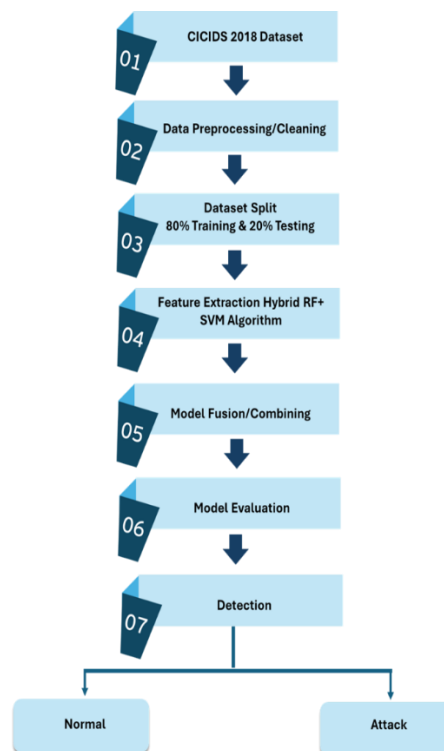 01
CICIDS 2018 Dataset
02
Data Preprocessing/Cleaning
03
Dataset Split
80% Training & 20% Testing
04
Feature Extraction Hybrid RF+
SVM Algorithm
05
Model Fusion/Combining
06
Model Evaluation
07
Detection
Normal
Attack